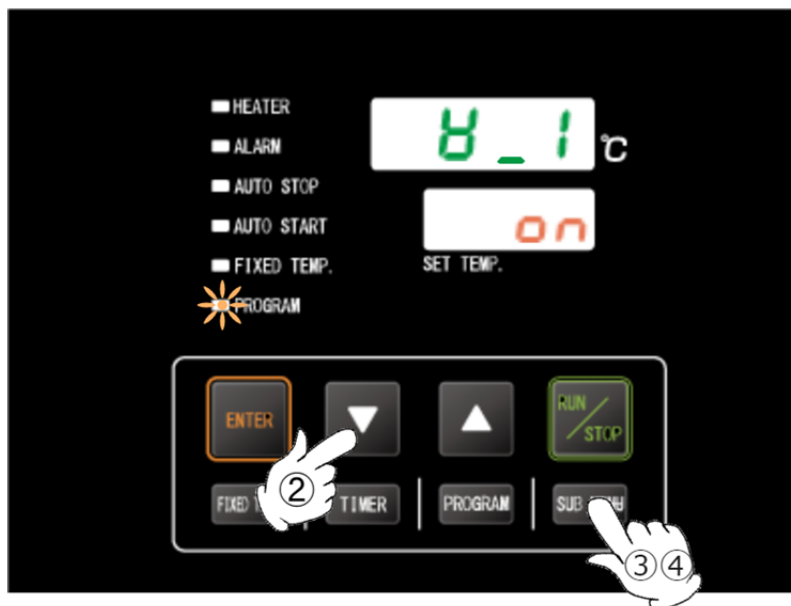 HEATER
ALARM
AUTO STOP
AUTO START
FIXED TEMP.
PROGRAM
℃
on
SET TEMP.
ENTER
▼
▲
RUN/STOP
②
FIXED
TIMER
PROGRAM
SUB
③④